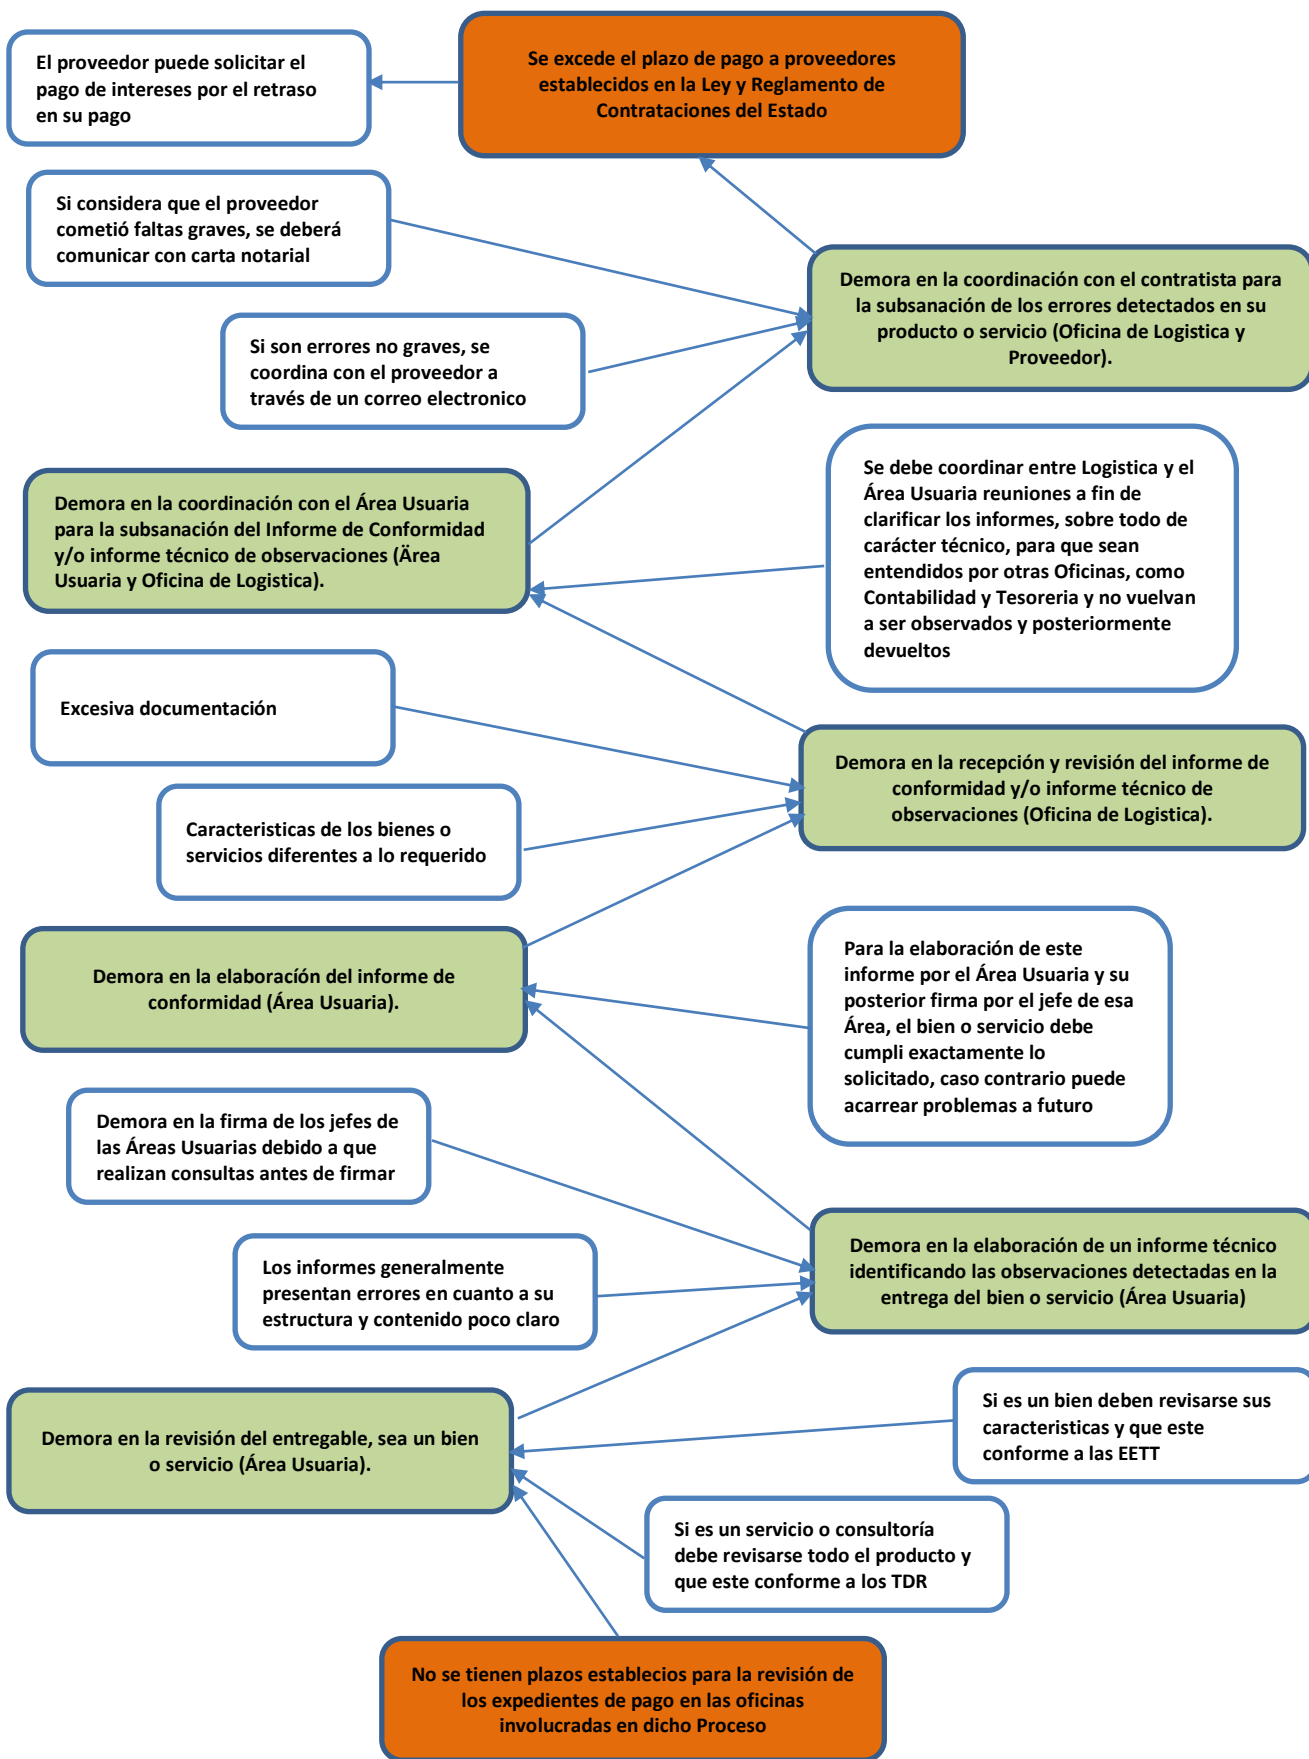 El proveedor puede solicitar el
pago de intereses por el retraso
en su pago
Se excede el plazo de pago a proveedores
establecidos en la Ley y Reglamento de
Contrataciones del Estado
Si considera que el proveedor
cometió faltas graves, se deberá
comunicar con carta notarial
Demora en la coordinación con el contratista para
la subsanación de los errores detectados en su
producto o servicio (Oficina de Logistica y
Proveedor).
Si son errores no graves, se
coordina con el proveedor a
través de un correo electronico
Se debe coordinar entre Logistica y el
Área Usuaria reuniones a fin de
clarificar los informes, sobre todo de
carácter técnico, para que sean
entendidos por otras Oficinas, como
Contabilidad y Tesoreria y no vuelvan
a ser observados y posteriormente
devueltos
Demora en la coordinación con el Área Usuaria
para la subsanación del Informe de Conformidad
y/o informe técnico de observaciones (Ärea
Usuaria y Oficina de Logistica).
Excesiva documentación
Demora en la recepción y revisión del informe de
conformidad y/o informe técnico de
observaciones (Oficina de Logistica).
Caracteristicas de los bienes o
servicios diferentes a lo requerido
Para la elaboración de este
informe por el Área Usuaria y su
posterior firma por el jefe de esa
Área, el bien o servicio debe
cumpli exactamente lo
solicitado, caso contrario puede
acarrear problemas a futuro
Demora en la elaboracíón del informe de
conformidad (Área Usuaria).
Demora en la firma de los jefes de
las Áreas Usuarias debido a que
realizan consultas antes de firmar
Demora en la elaboración de un informe técnico
identificando las observaciones detectadas en la
entrega del bien o servicio (Área Usuaria)
Los informes generalmente
presentan errores en cuanto a su
estructura y contenido poco claro
Si es un bien deben revisarse sus
caracteristicas y que este
conforme a las EETT
Demora en la revisión del entregable, sea un bien
o servicio (Área Usuaria).
Si es un servicio o consultoría
debe revisarse todo el producto y
que este conforme a los TDR
No se tienen plazos establecios para la revisión de
los expedientes de pago en las oficinas
involucradas en dicho Proceso